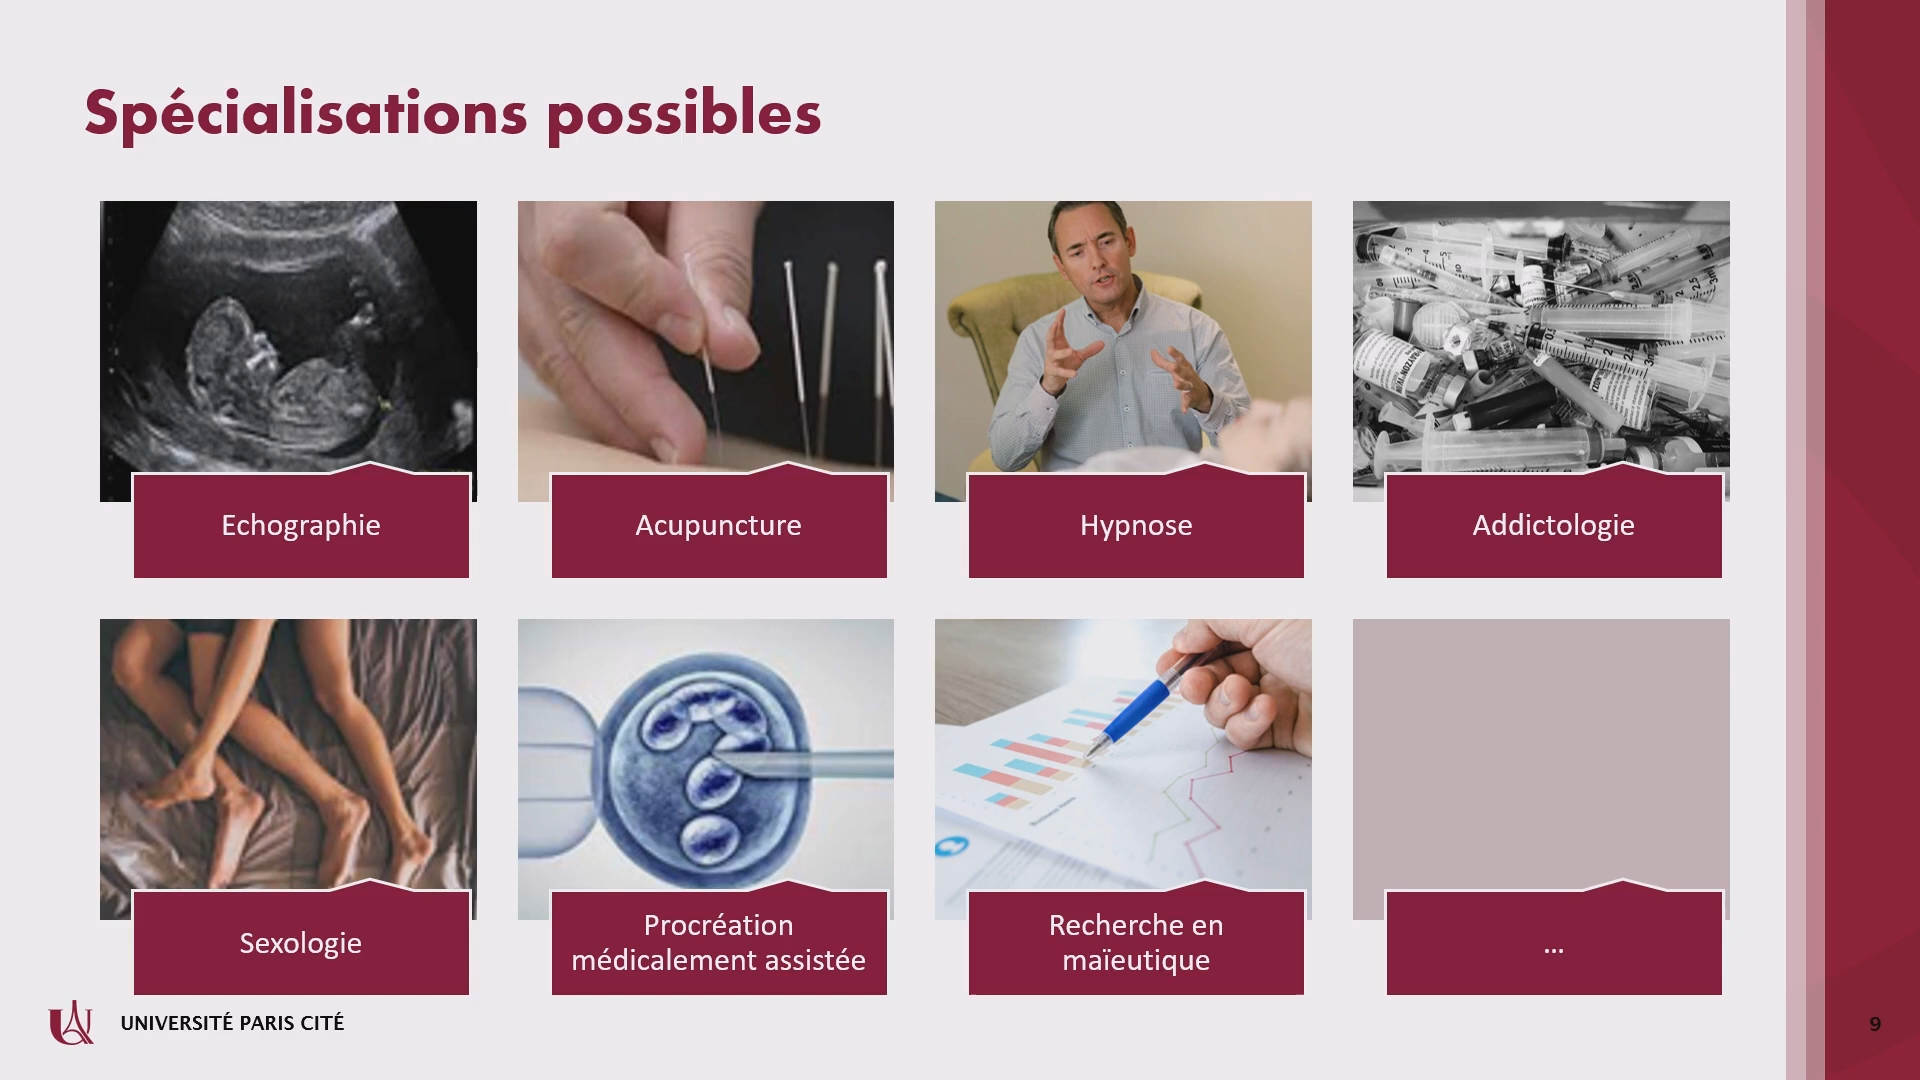 Spécialisations possibles
Echographie
Acupuncture
Hypnose
Addictologie
Sexologie
Procréation
médicalement assistée
Recherche en
maïeutique
...
UNIVERSITÉ PARIS CITÉ
9